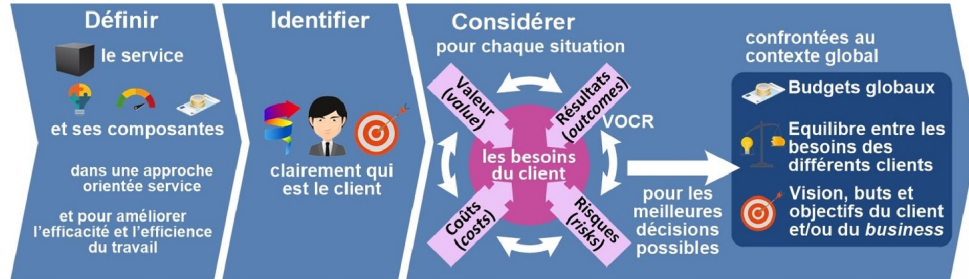 Définir
le service
et ses composantes
dans une approche
orientée service
et pour améliorer
l'efficacité et l'efficience
du travail
Identifier
clairement qui
est le client
Considérer
pour chaque situation
Valeur
(value)
Résultats
(outcomes)
VOCR
les besoins
du client
Coûts
(costs)
Risques
(risks)
pour les
meilleures
décisions
possibles
confrontées au
contexte global
Budgets globaux
Equilibre entre les
besoins des
différents clients
Vision, buts et
objectifs du client
et/ou du business